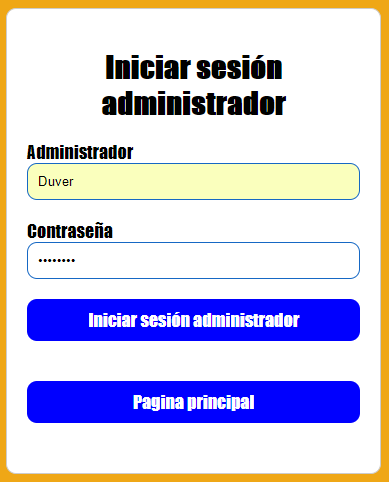 Iniciar sesión
administrador
Administrador
Duver
Contraseña
••••••••
Iniciar sesión administrador
Pagina principal